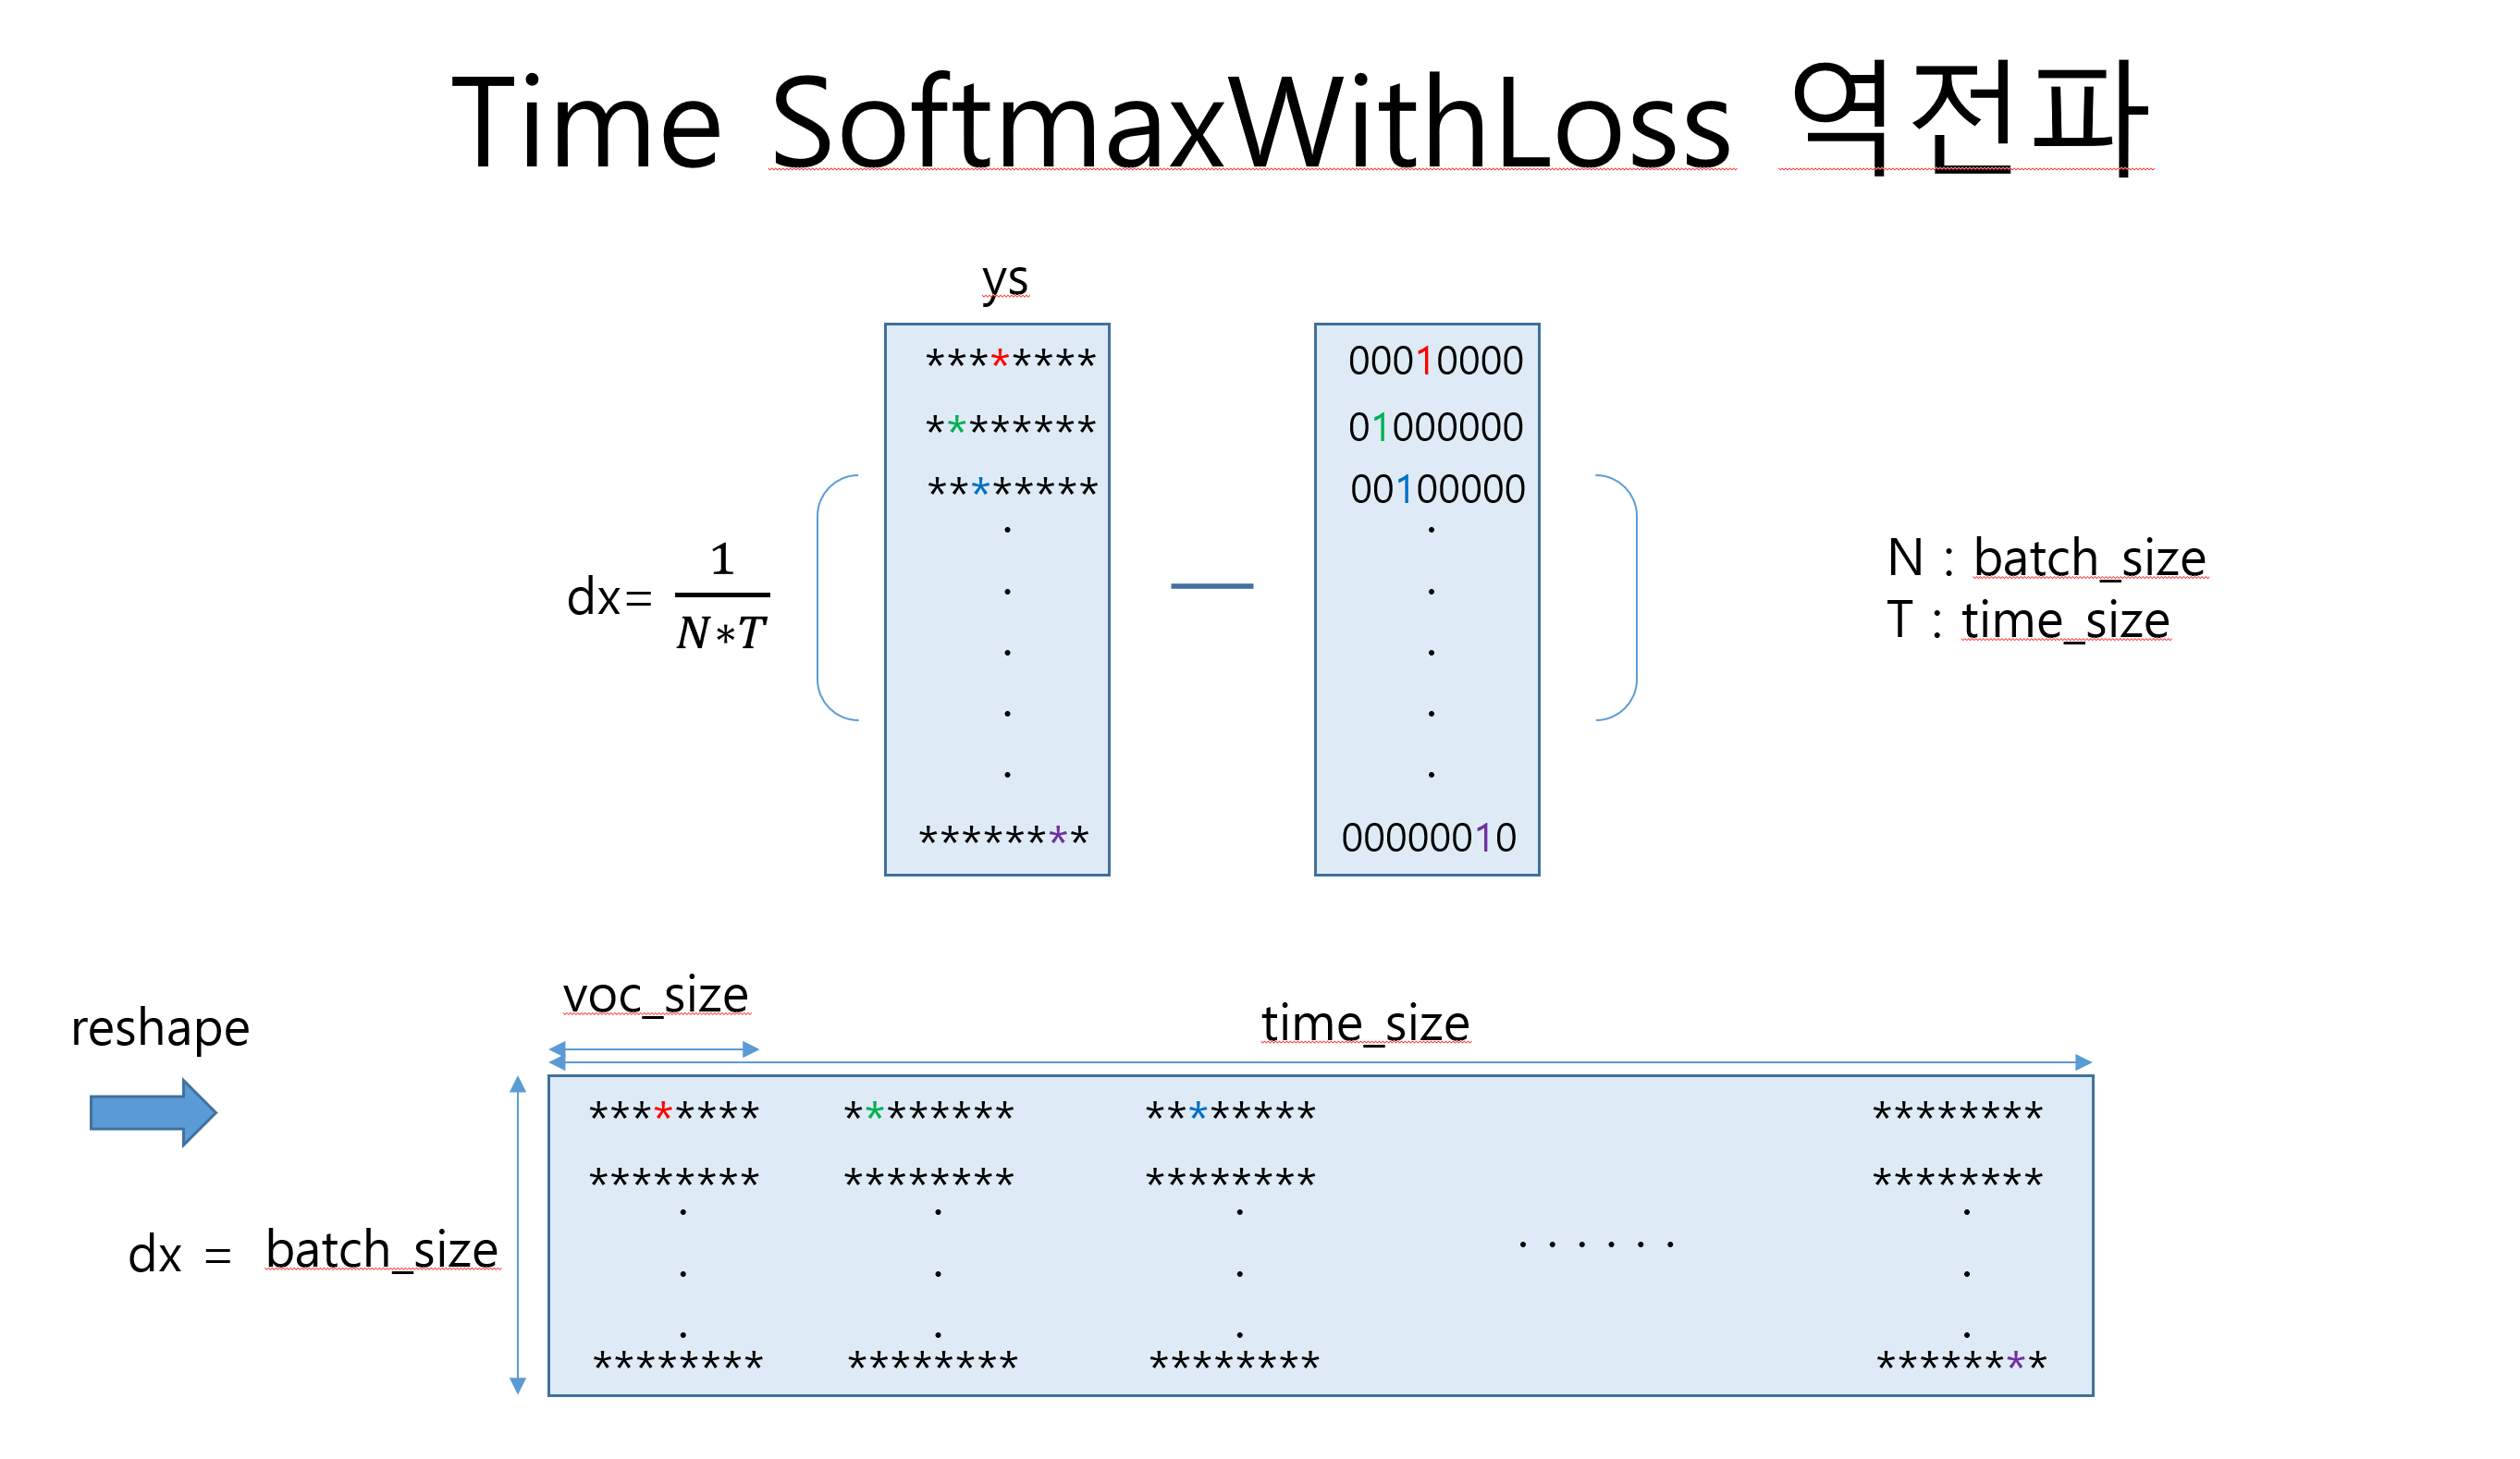 Time SoftmaxWithLoss 역전파
ys
********
********
********
.
.
.
.
.
********
00010000
01000000
00100000
.
.
.
.
.
00000010
dx= 1/N*T
N : batch_size
T : time_size
reshape
voc_size
time_size
dx = batch_size
******** ******** ******** ********
******** ******** ******** ********
. . . .
. . . . . .
. . . .
. . . .
******** ******** ******** ********